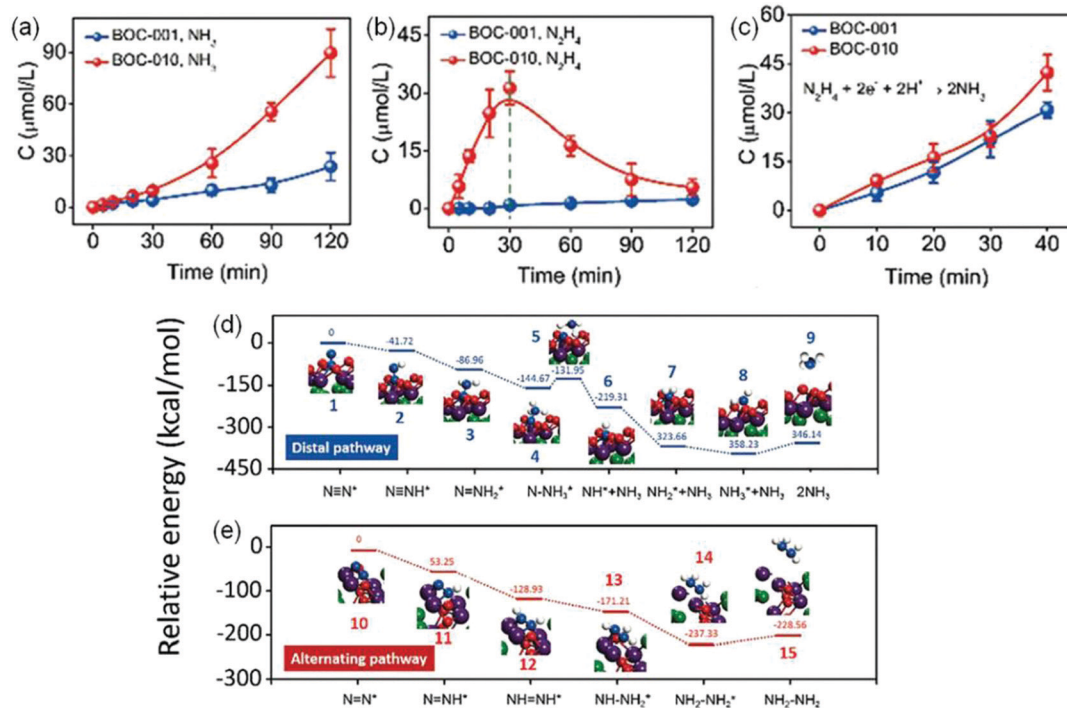 (a)
BOC-001, NH3
BOC-010, NH3
C (μmol/L)
90
60
30
0
0 30 60 90 120
Time (min)
(b)
BOC-001, N2H4
BOC-010, N2H4
C (μmol/L)
45
30
15
0
0 30 60 90 120
Time (min)
(c)
BOC-001
BOC-010
N2H4 + 2e- + 2H+ → 2NH3
C (μmol/L)
60
45
30
15
0
0 10 20 30 40
Time (min)
Relative energy (kcal/mol)
(d)
0
-150
-300
-450
0
-41.72
-86.96
-144.67
-131.95
-219.31
323.66
358.23
346.14
1 2 3 4 5 6 7 8 9
Distal pathway
N≡N* N≡NH* N=NH2* N-NH3* NH*+NH3 NH2*+NH3 NH3*+NH3 2NH3
(e)
0
-100
-200
-300
0
53.25
-128.93
-171.21
-237.33
-228.56
10 11 12 13 14 15
Alternating pathway
N=N* N=NH* NH=NH* NH-NH2* NH2-NH2* NH2-NH2